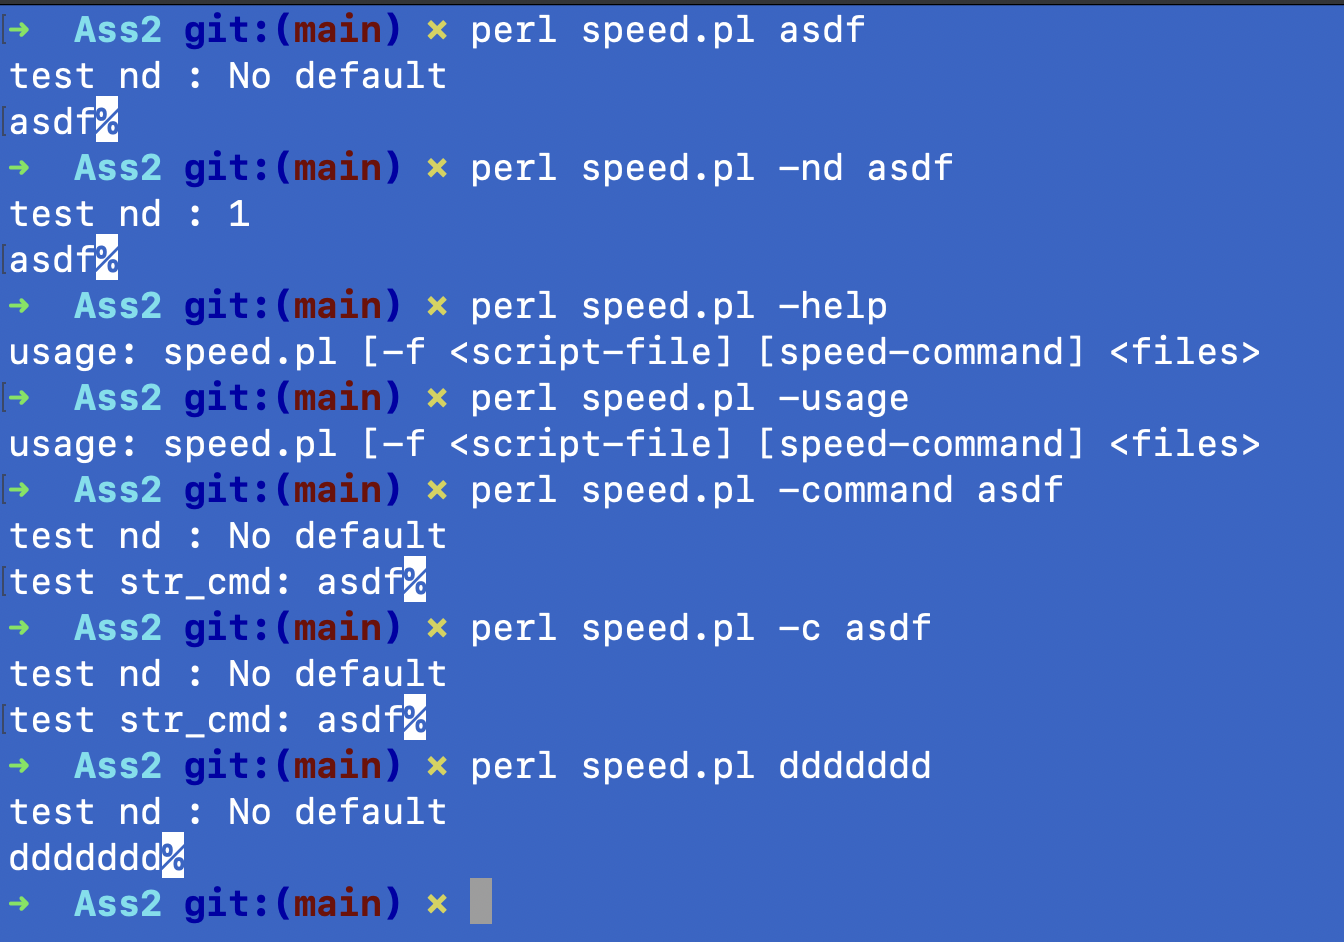 → Ass2 git:(main) × perl speed.pl asdf
test nd : No default
asdf%
→ Ass2 git:(main) × perl speed.pl -nd asdf
test nd : 1
asdf%
→ Ass2 git:(main) × perl speed.pl -help
usage: speed.pl [-f <script-file] [speed-command] <files>
→ Ass2 git:(main) × perl speed.pl -usage
usage: speed.pl [-f <script-file] [speed-command] <files>
→ Ass2 git:(main) × perl speed.pl -command asdf
test nd : No default
test str_cmd: asdf%
→ Ass2 git:(main) × perl speed.pl -c asdf
test nd : No default
test str_cmd: asdf%
→ Ass2 git:(main) × perl speed.pl ddddddd
test nd : No default
ddddddd%
→ Ass2 git:(main) ×